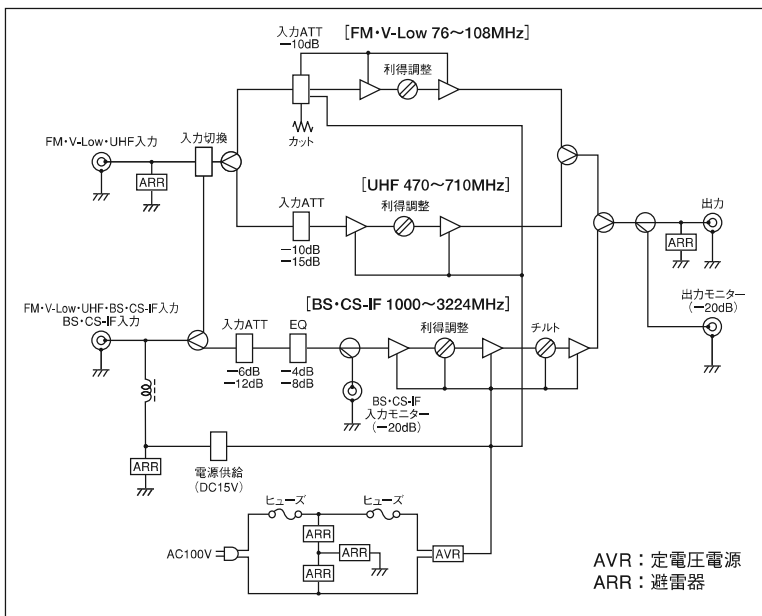 入力ATT
−10dB
[FM・V-Low 76〜108MHz]
利得調整
カット
FM・V-Low・UHF入力
入力切換
ARR
[UHF 470〜710MHz]
入力ATT
利得調整
−10dB
−15dB
出力
ARR
[BS・CS-IF 1000〜3224MHz]
FM・V-Low・UHF・BS・CS-IF入力
BS・CS-IF入力
入力ATT
EQ
利得調整
チルト
出力モニター
(−20dB)
−6dB
−12dB
−4dB
−8dB
BS・CS-IF
入力モニター
(−20dB)
ARR
電源供給
(DC15V)
ヒューズ
ヒューズ
AC100V
ARR
ARR
ARR
AVR
AVR：定電圧電源
ARR：避雷器